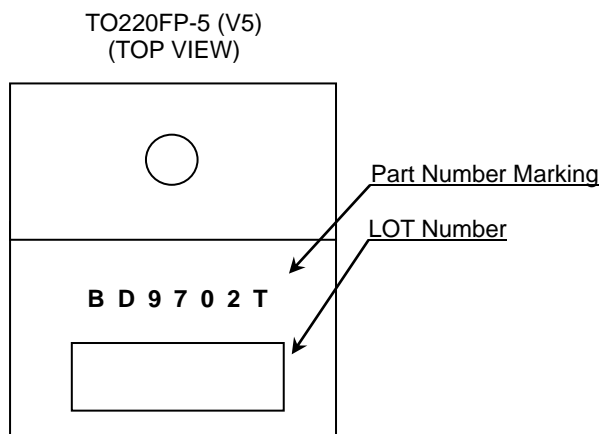 TO220FP-5 (V5)
(TOP VIEW)
Part Number Marking
LOT Number
B D 9 7 0 2 T